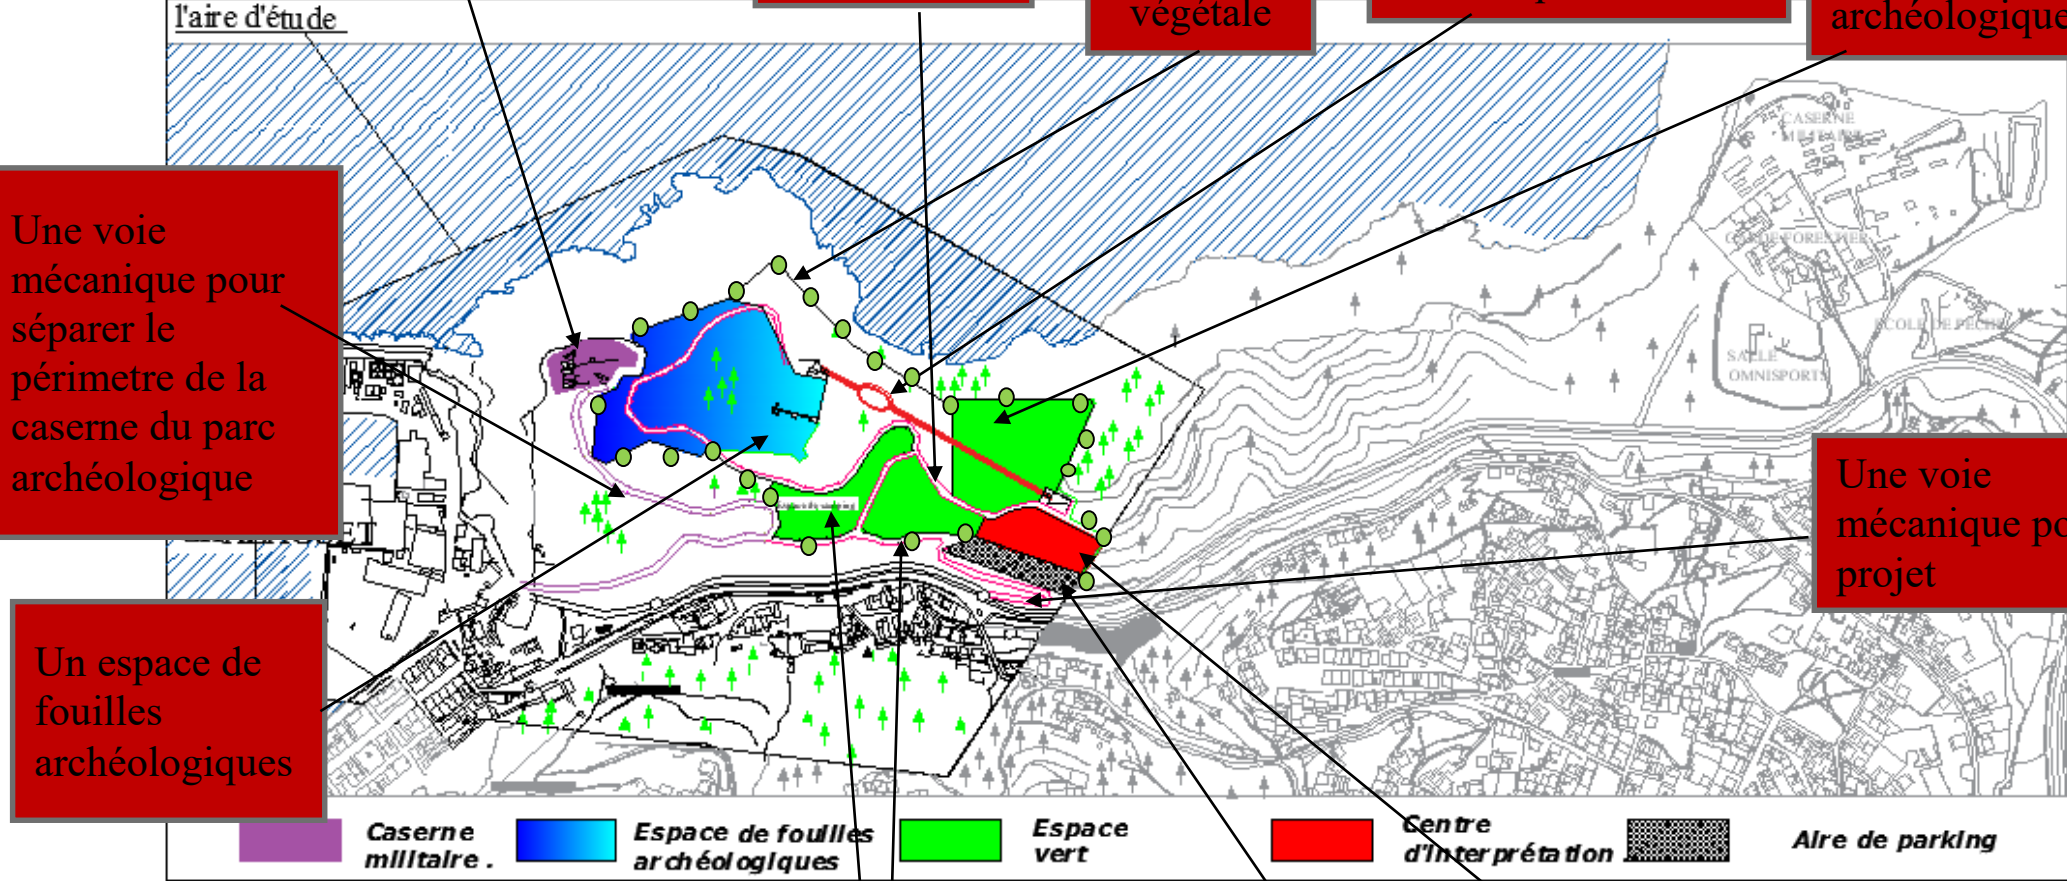 l'aire d'étude
végétale
archéologique
CASERNE
MILITAIRE
Une voie
mécanique pour
séparer le
périmetre de la
caserne du parc
archéologique
GARDE FORESTIER
ECOLE DE PECHE
SALLE
OMNISPORTS
Une voie
mécanique po
projet
Un espace de
fouilles
archéologiques
Caserne
militaire .
Espace de fouilles
archéologiques
Espace
vert
Centre
d'interprétation .
Aire de parking